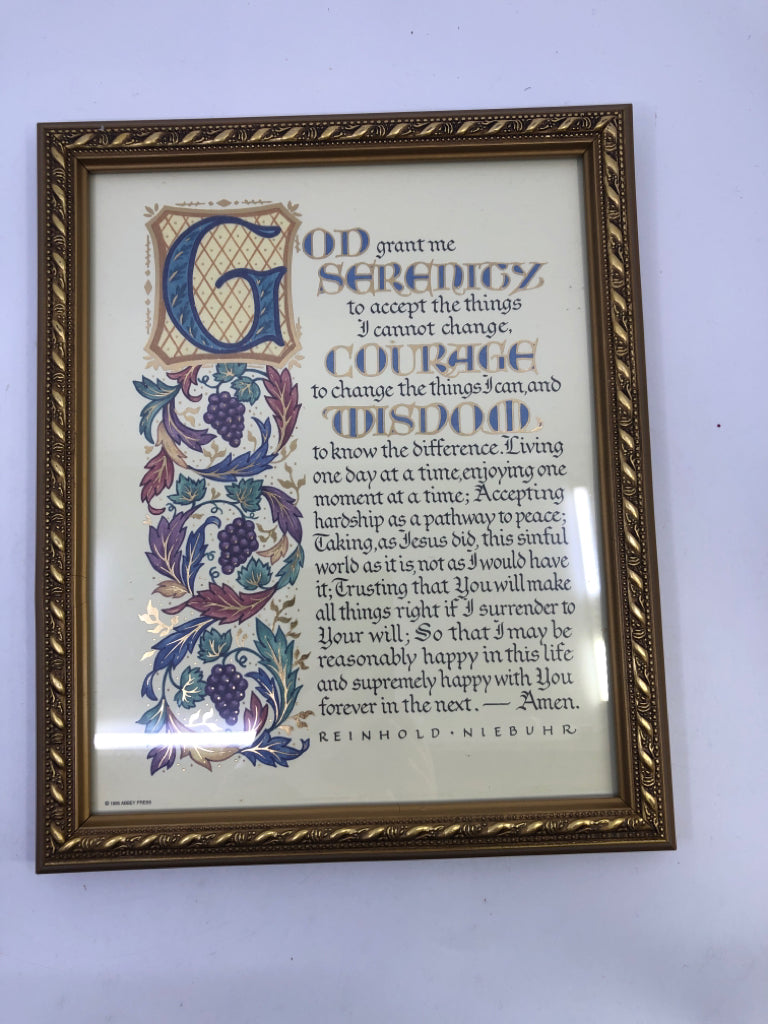 GOD grant me
SERENITY
to accept the things
I cannot change,
COURAGE
to change the things I can, and
WISDOM
to know the difference. Living
one day at a time, enjoying one
moment at a time; Accepting
hardship as a pathway to peace;
Taking, as Jesus did, this sinful
world as it is, not as I would have
it; Trusting that You will make
all things right if I surrender to
Your will; So that I may be
reasonably happy in this life
and supremely happy with You
forever in the next. — Amen.
REINHOLD · NIEBUHR